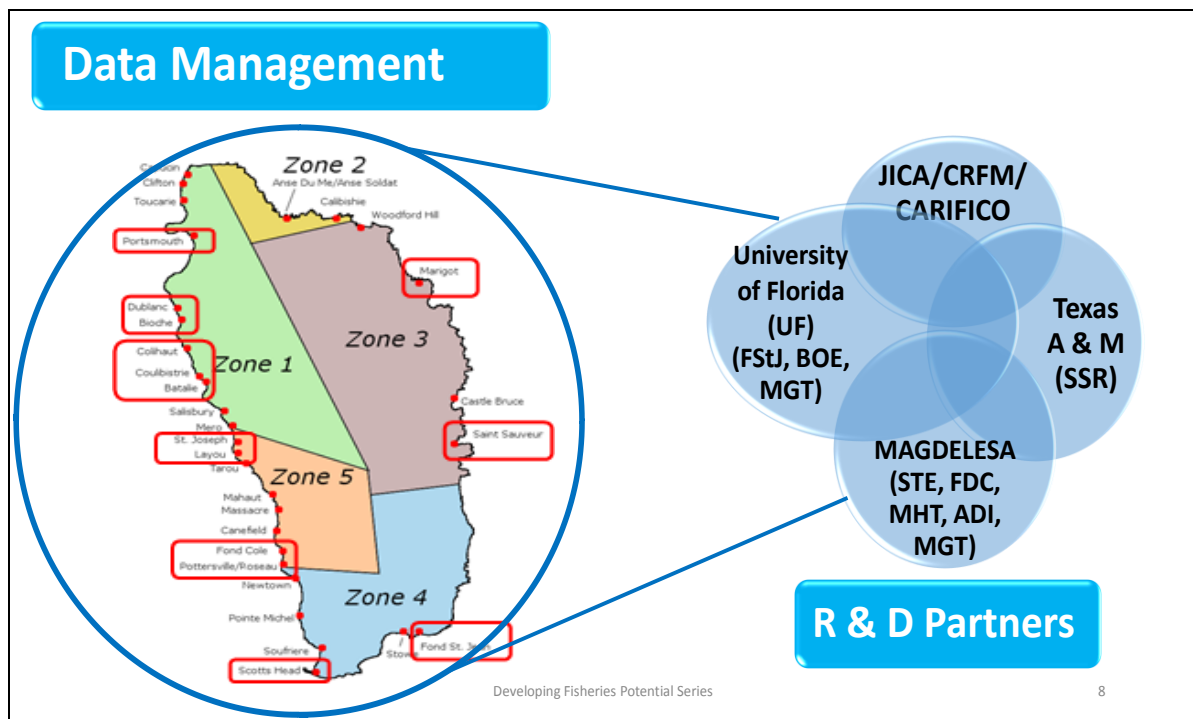 Data Management
Zone 2
Capuchin
Anse Du Me/Anse Soldat
Clifton
Calibishie
Toucarie
Woodford Hill
Portsmouth
Marigot
Dublanc
Bioche
Zone 3
Colihaut
Zone 1
Coulibistrie
Batalie
Castle Bruce
Salisbury
Mero
Saint Sauveur
St. Joseph
Layou
Tarou
Zone 5
Mahaut
Massacre
Canefield
Fond Cole
Pottersville/Roseau
Newtown
Zone 4
Pointe Michel
/
Stowe
Fond St. Jean
Soufriere
Scotts Head
JICA/CRFM/
CARIFICO
University
of Florida
(UF)
(FStJ, BOE,
MGT)
Texas
A & M
(SSR)
MAGDELESA
(STE, FDC,
MHT, ADI,
MGT)
R & D Partners
Developing Fisheries Potential Series
8